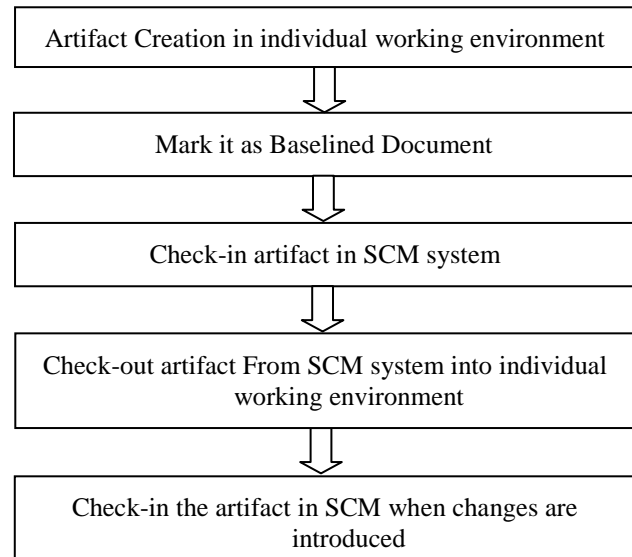 Artifact Creation in individual working environment
Mark it as Baselined Document
Check-in artifact in SCM system
Check-out artifact From SCM system into individual
working environment
Check-in the artifact in SCM when changes are
introduced